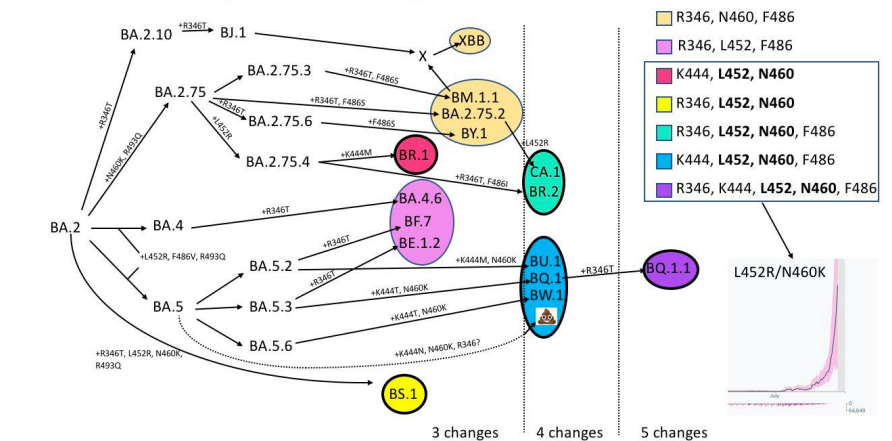 BA.2.10
+R346T
BJ.1
X
XBB
R346, N460, F486
R346, L452, F486
K444, L452, N460
R346, L452, N460
R346, L452, N460, F486
K444, L452, N460, F486
R346, K444, L452, N460, F486
+R346T
+N460K, R493Q
BA.2.75
BA.2.75.3
+R346T, F486S
+R346T, F486S
+R346T
BA.2.75.6
+F486S
+L452R
BA.2.75.4
BM.1.1
BA.2.75.2
BY.1
+K444M
BR.1
+R346T, F486I
+L452R
CA.1
BR.2
BA.2
BA.4
+R346T
BA.4.6
BF.7
BE.1.2
+L452R, F486V, R493Q
BA.5
BA.5.2
+R346T
+K444M, N460K
BA.5.3
+R346T
+K444T, N460K
BA.5.6
+K444T, N460K
+K444N, N460K, R346?
BU.1
BQ.1
BW.1
+R346T
BQ.1.1
L452R/N460K
July
0
64,649
+R346T, L452R, N460K,
R493Q
BS.1
3 changes
4 changes
5 changes